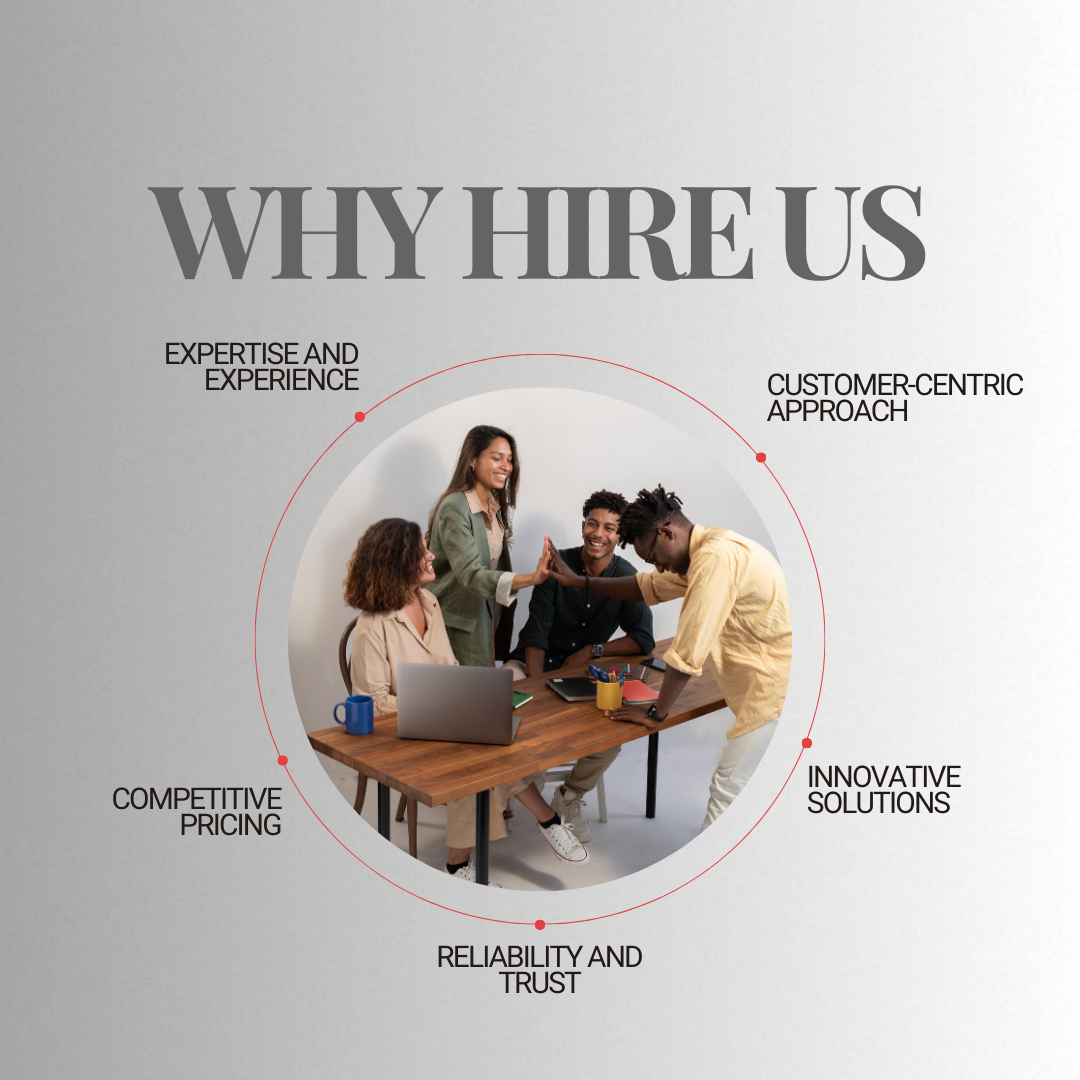 WHY HIRE US
EXPERTISE AND
EXPERIENCE
CUSTOMER-CENTRIC
APPROACH
COMPETITIVE
PRICING
INNOVATIVE
SOLUTIONS
RELIABILITY AND
TRUST